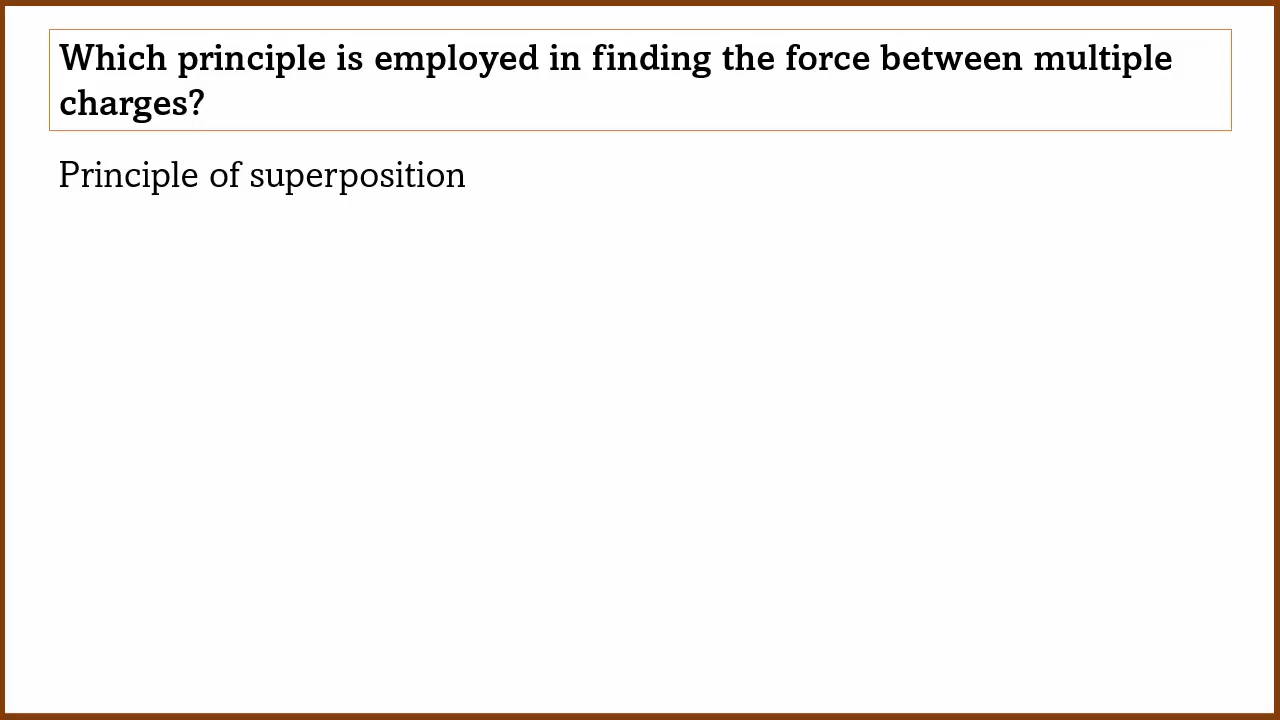 Which principle is employed in finding the force between multiple
charges?
Principle of superposition